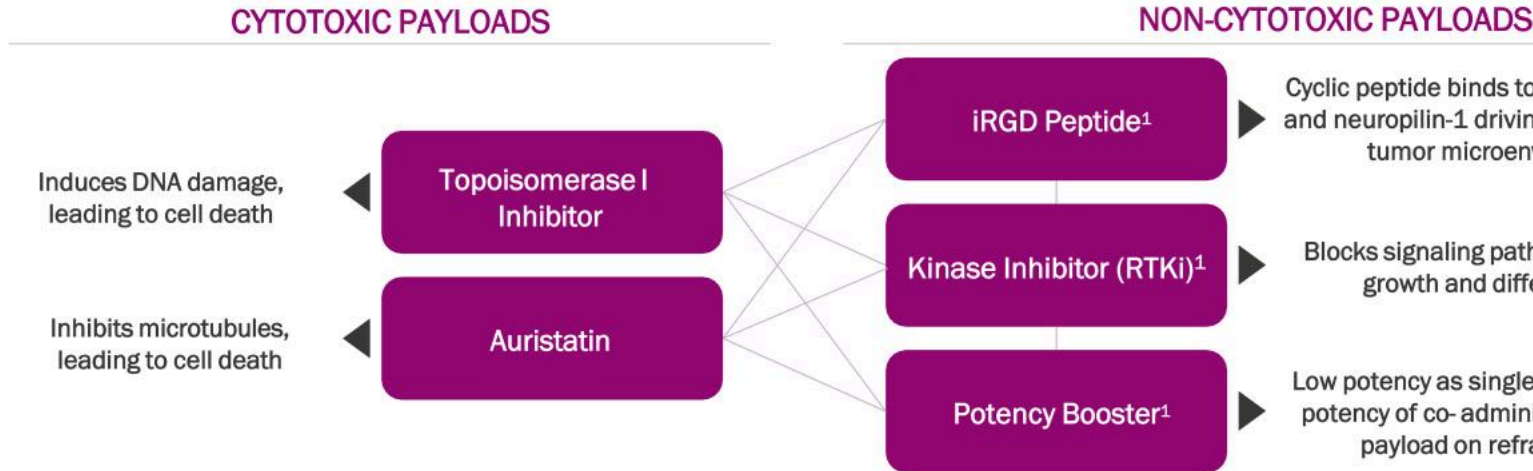 CYTOTOXIC PAYLOADS
NON-CYTOTOXIC PAYLOADS
Induces DNA damage,
leading to cell death
Topoisomerase I
Inhibitor
Inhibits microtubules,
leading to cell death
Auristatin
iRGD Peptide¹
Cyclic peptide binds to
and neuropilin-1 drivin
tumor microen
Kinase Inhibitor (RTKi)¹
Blocks signaling path
growth and diffe
Potency Booster¹
Low potency as single
potency of co- admin
payload on refra